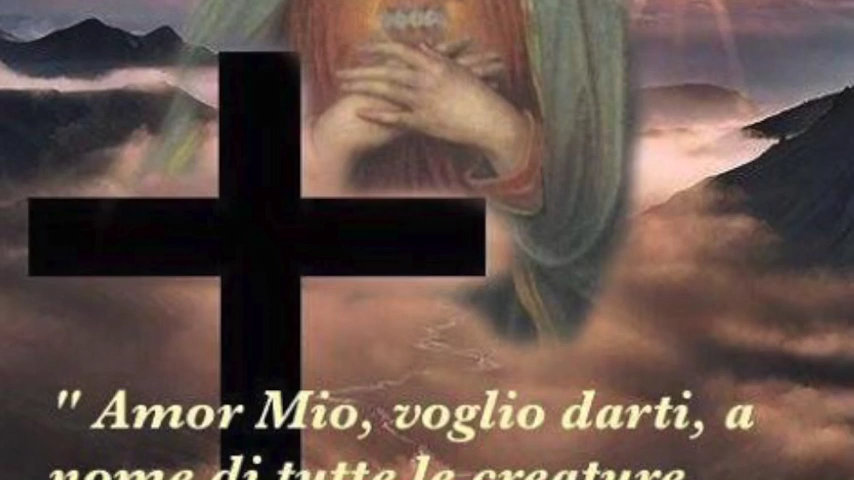 " Amor Mio, voglio darti, a
nome di tutte le creature